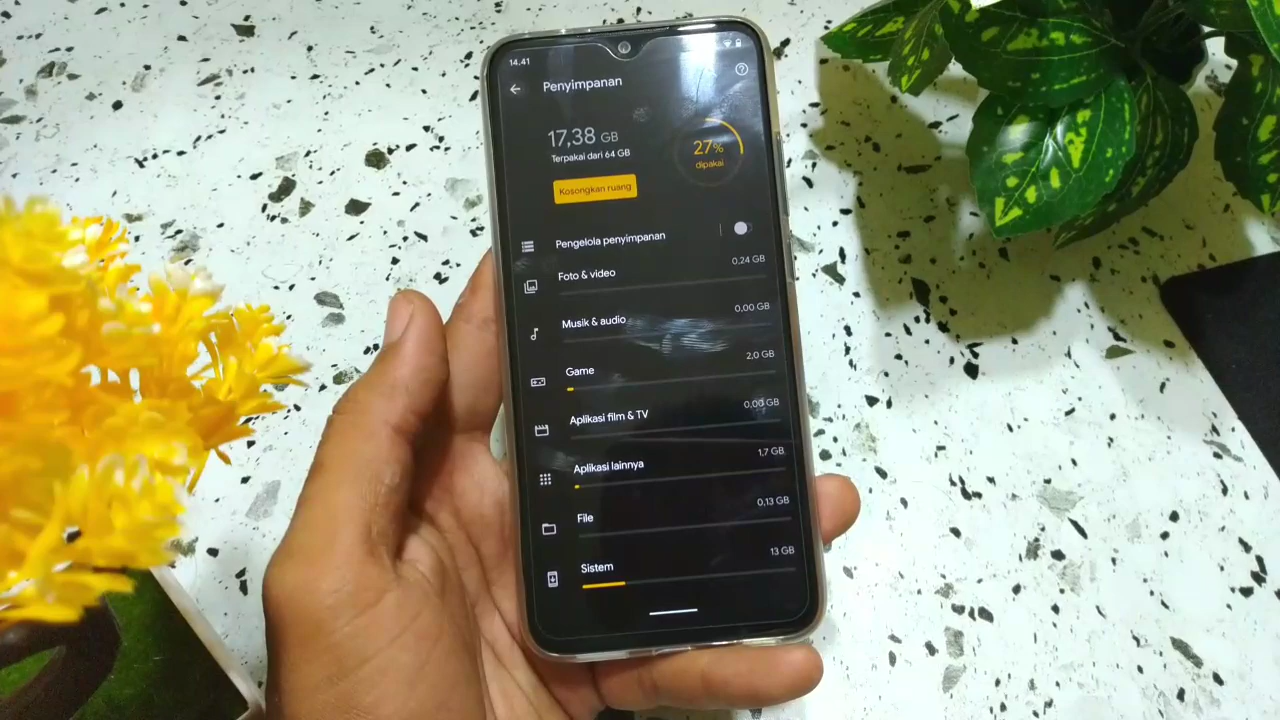 14.41
Penyimpanan
17,38 GB
Terpakai dari 64 GB
27%
dipakai
Kosongkan ruang
Pengelola penyimpanan
Foto & video
0,24 GB
Musik & audio
0,00 GB
Game
2,0 GB
Aplikasi film & TV
0,00 GB
Aplikasi lainnya
1,7 GB
File
0,13 GB
Sistem
13 GB